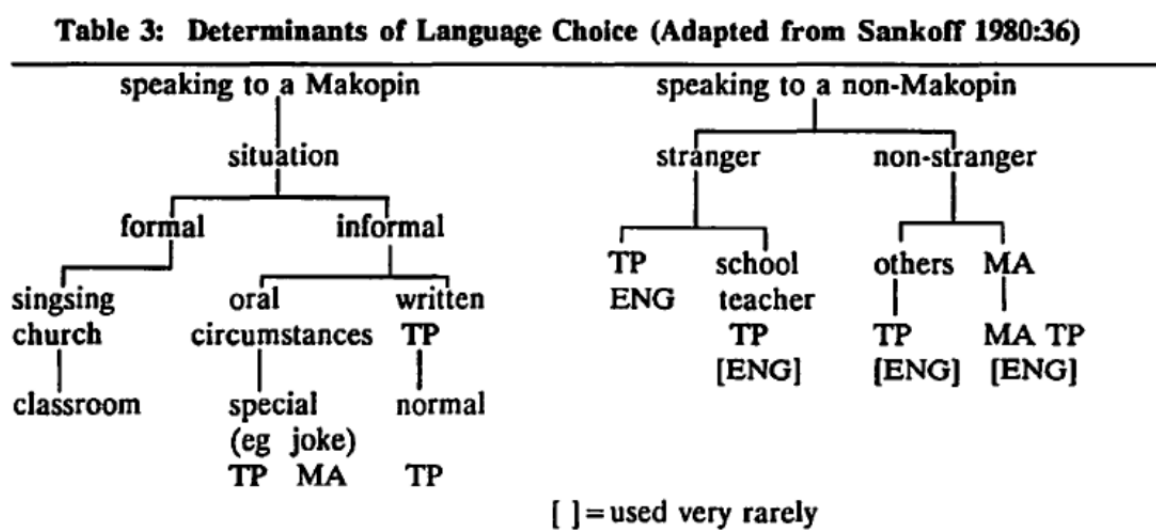 Table 3: Determinants of Language Choice (Adapted from Sankoff 1980:36)
speaking to a Makopin speaking to a non-Makopin
situation stranger non-stranger
formal informal
TP school others MA
ENG teacher
singsing oral written
church circumstances TP TP TP MA TP
[ENG] [ENG] [ENG]
classroom special normal
(eg joke)
TP MA TP
[ ]=used very rarely